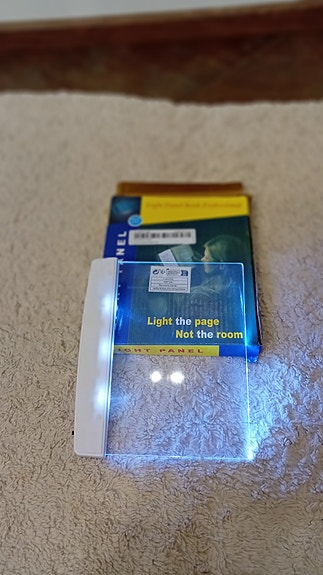 Light Panel Book Professional
PANEL
Light the page
Not the room
LIGHT PANEL